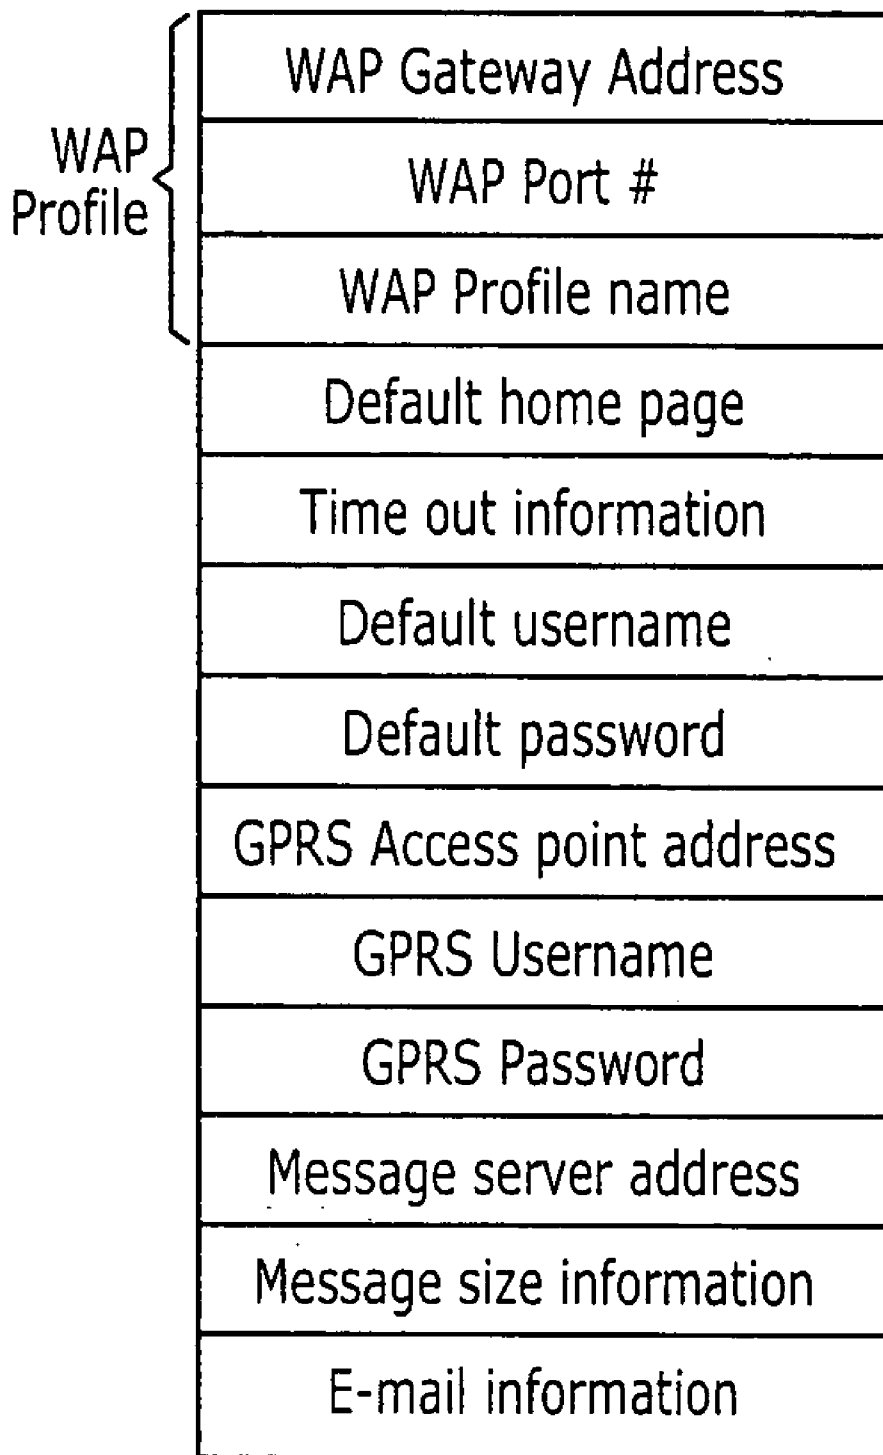 WAP Gateway Address
WAP
Profile
WAP Port #
WAP Profile name
Default home page
Time out information
Default username
Default password
GPRS Access point address
GPRS Username
GPRS Password
Message server address
Message size information
E-mail information